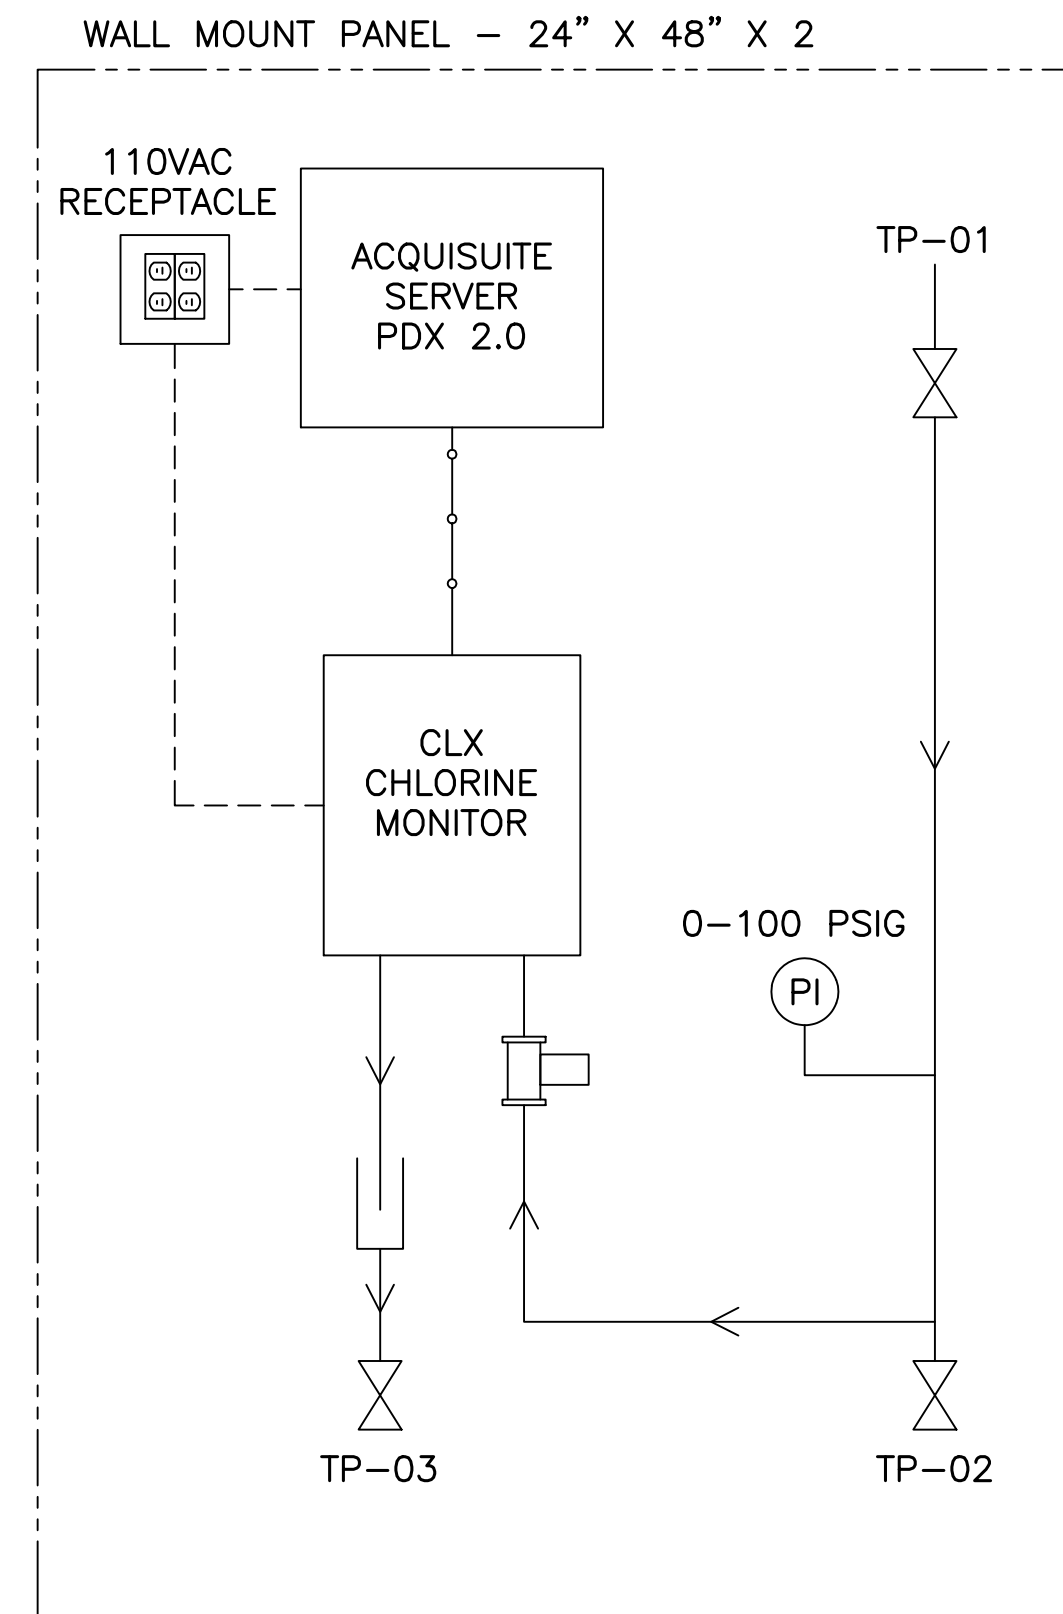 WALL MOUNT PANEL – 24” X 48” X 2
110VAC
RECEPTACLE
ACQUISUITE
SERVER
PDX 2.0
TP–01
CLX
CHLORINE
MONITOR
0–100 PSIG
PI
TP–03
TP–02